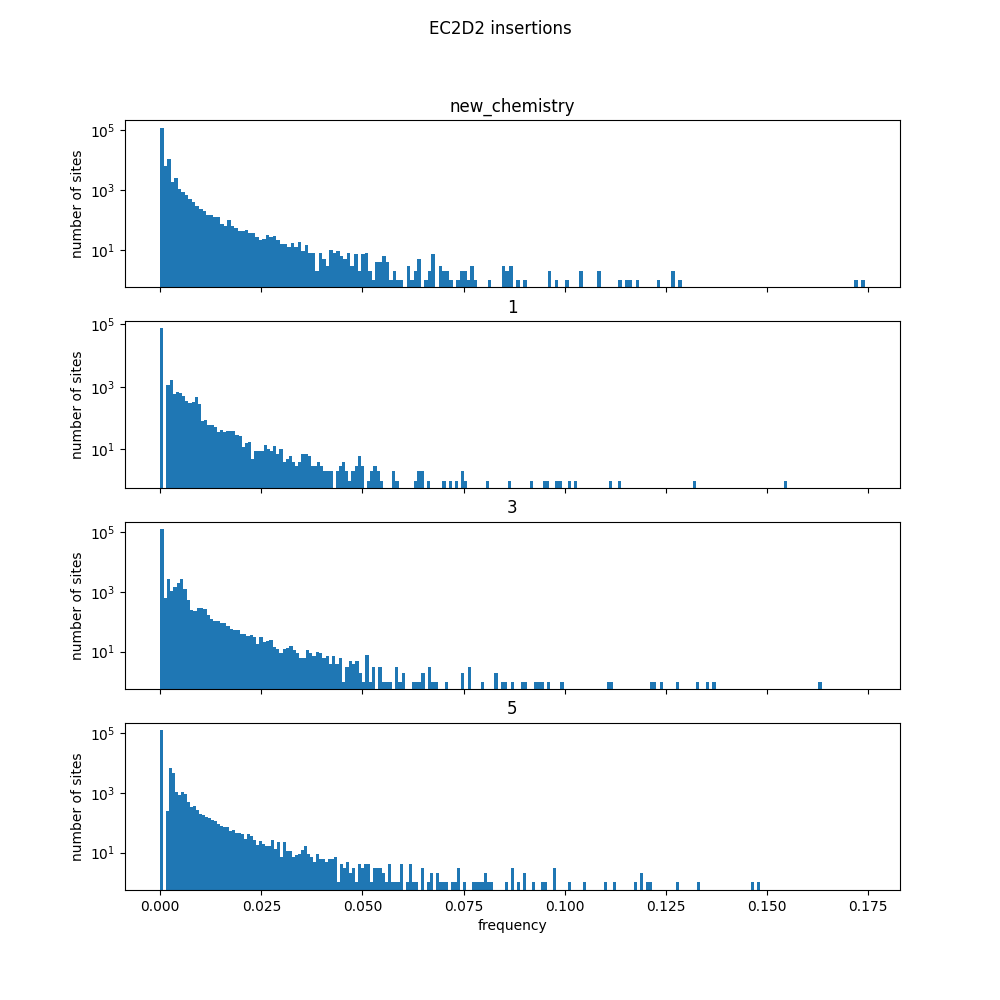 EC2D2 insertions
new_chemistry
number of sites
10^5
10^3
10^1
1
number of sites
10^5
10^3
10^1
3
number of sites
10^5
10^3
10^1
5
number of sites
10^5
10^3
10^1
0.000 0.025 0.050 0.075 0.100 0.125 0.150 0.175
frequency